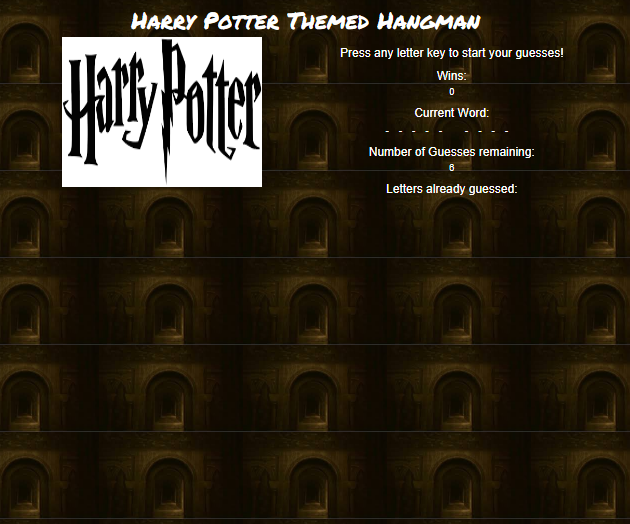 Harry Potter Themed Hangman
Harry Potter
Press any letter key to start your guesses!
Wins:
0
Current Word:
- - - - -   - - - -
Number of Guesses remaining:
6
Letters already guessed: